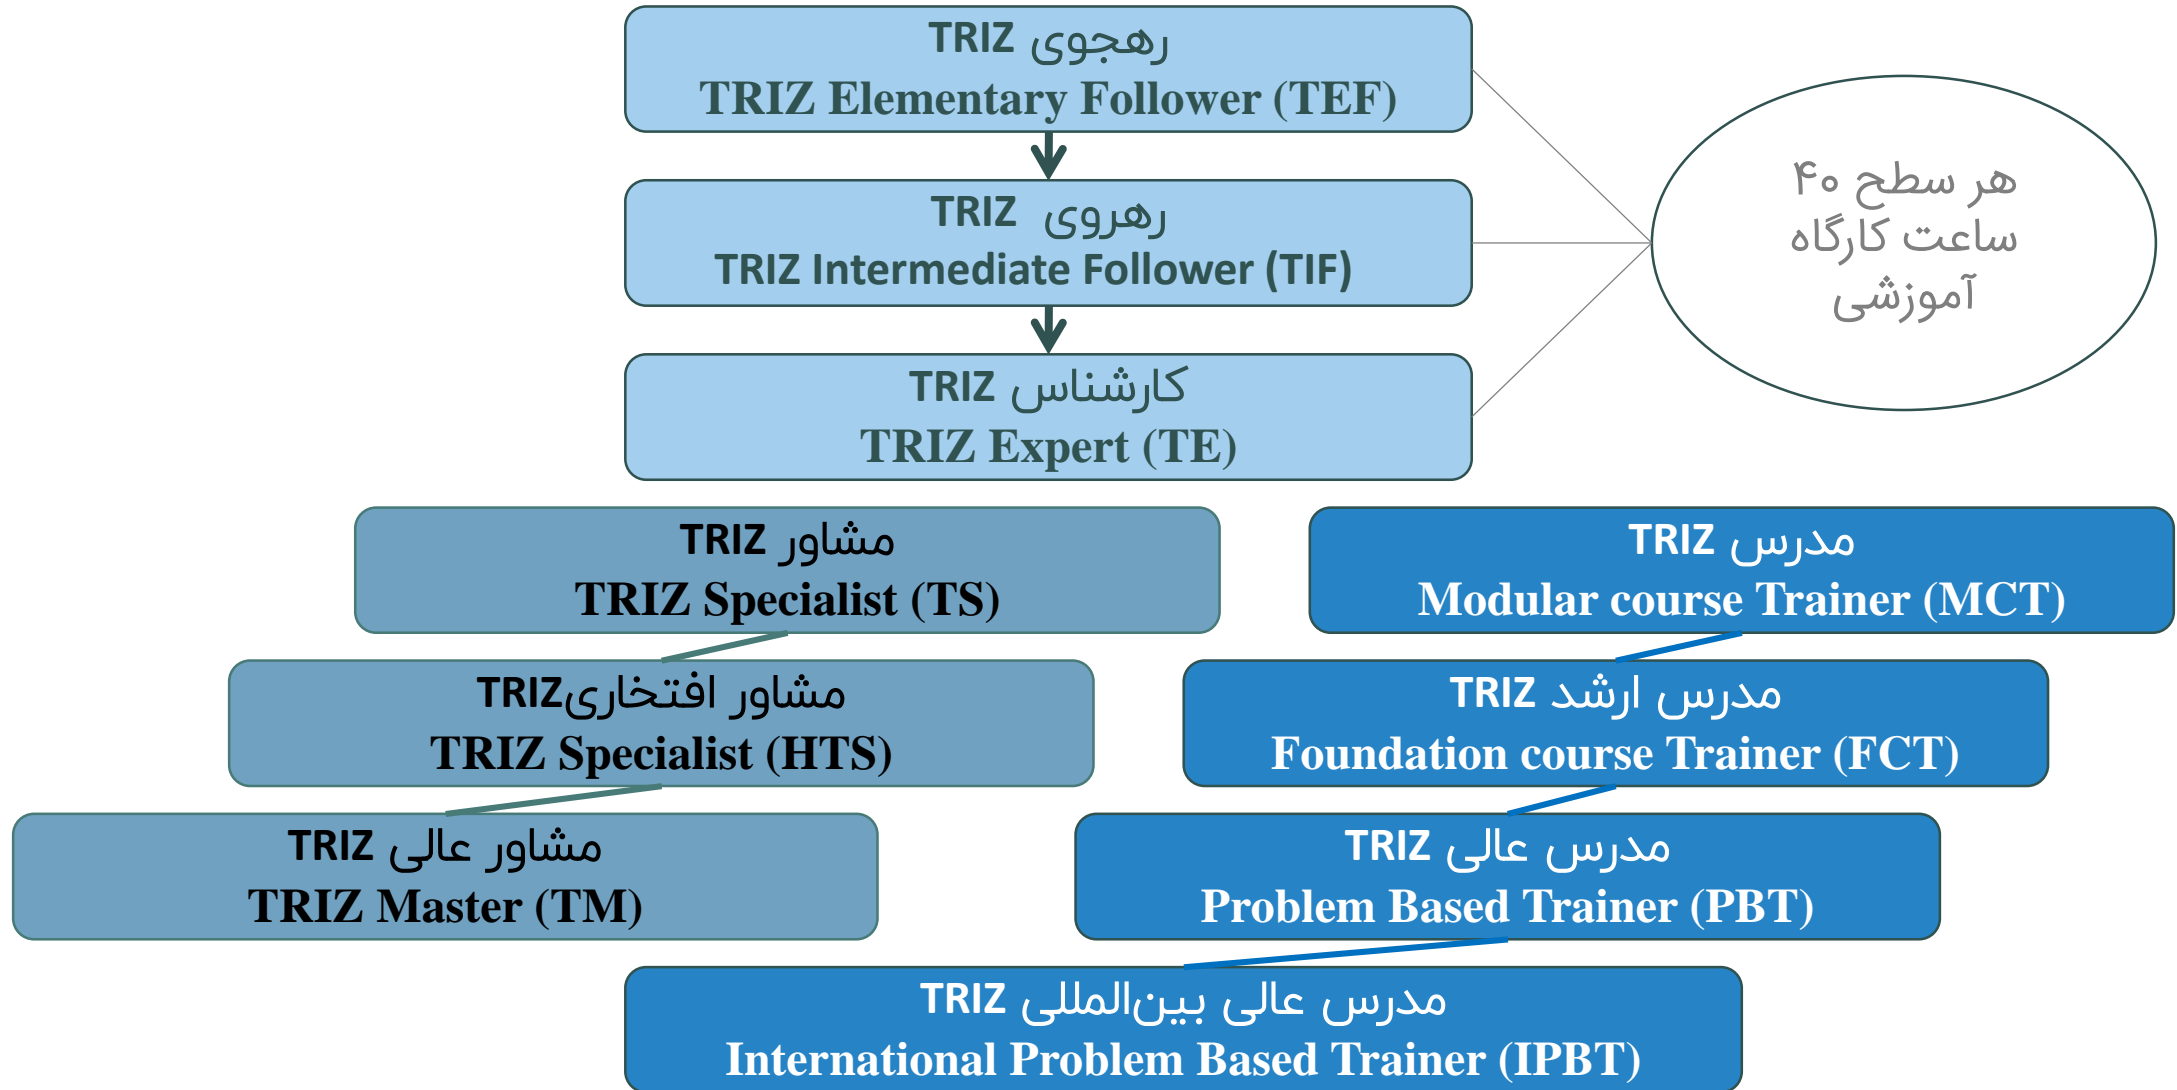 رهجوی TRIZ
TRIZ Elementary Follower (TEF)
رهروی TRIZ
TRIZ Intermediate Follower (TIF)
کارشناس TRIZ
TRIZ Expert (TE)
هر سطح ۴۰
ساعت کارگاه
آموزشی
مشاور TRIZ
TRIZ Specialist (TS)
مشاور افتخاریTRIZ
TRIZ Specialist (HTS)
مشاور عالی TRIZ
TRIZ Master (TM)
مدرس TRIZ
Modular course Trainer (MCT)
مدرس ارشد TRIZ
Foundation course Trainer (FCT)
مدرس عالی TRIZ
Problem Based Trainer (PBT)
مدرس عالی بین‌المللی TRIZ
International Problem Based Trainer (IPBT)